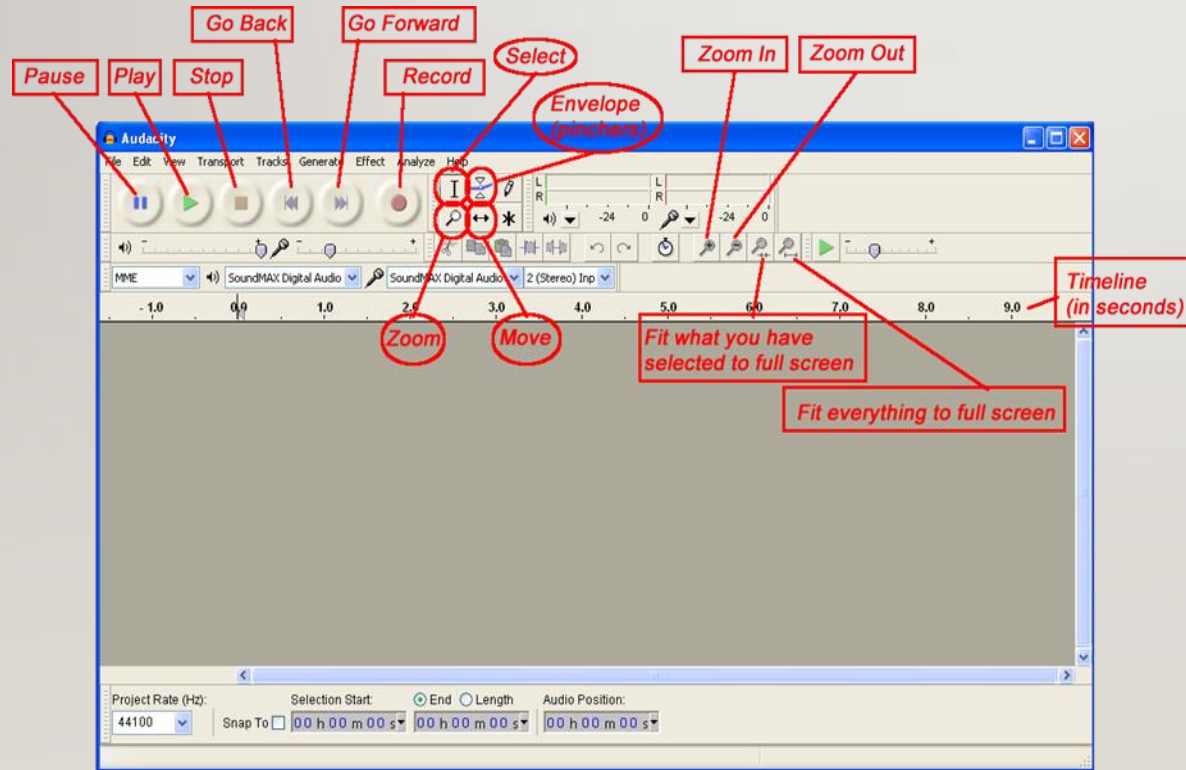 Go Back
Go Forward
Select
Zoom In
Zoom Out
Pause
Play
Stop
Record
Envelope
(pinchers)
Audacity
File Edit View Transport Tracks Generate Effect Analyze Help
L
R
L
R
-24 0
-24 0
- + - +
- +
MME
SoundMAX Digital Audio
SoundMAX Digital Audio
2 (Stereo) Inp
Timeline
(in seconds)
- 1.0 0.0 1.0 2.0 3.0 4.0 5.0 6.0 7.0 8.0 9.0
Zoom
Move
Fit what you have
selected to full screen
Fit everything to full screen
Project Rate (Hz):
Selection Start:
End
Length
Audio Position:
44100
Snap To
00 h 00 m 00 s
00 h 00 m 00 s
00 h 00 m 00 s